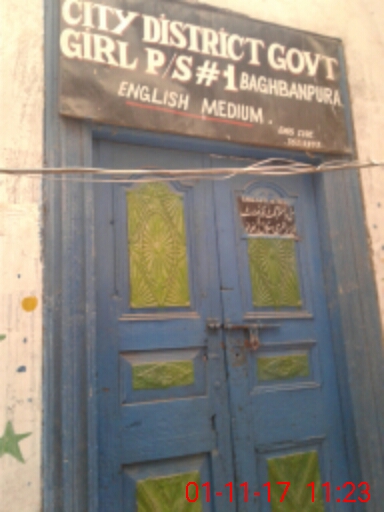 CITY DISTRICT GOVT
GIRL P/S # 1 BAGHBANPURA.
ENGLISH MEDIUM.
01-11-17 11:23